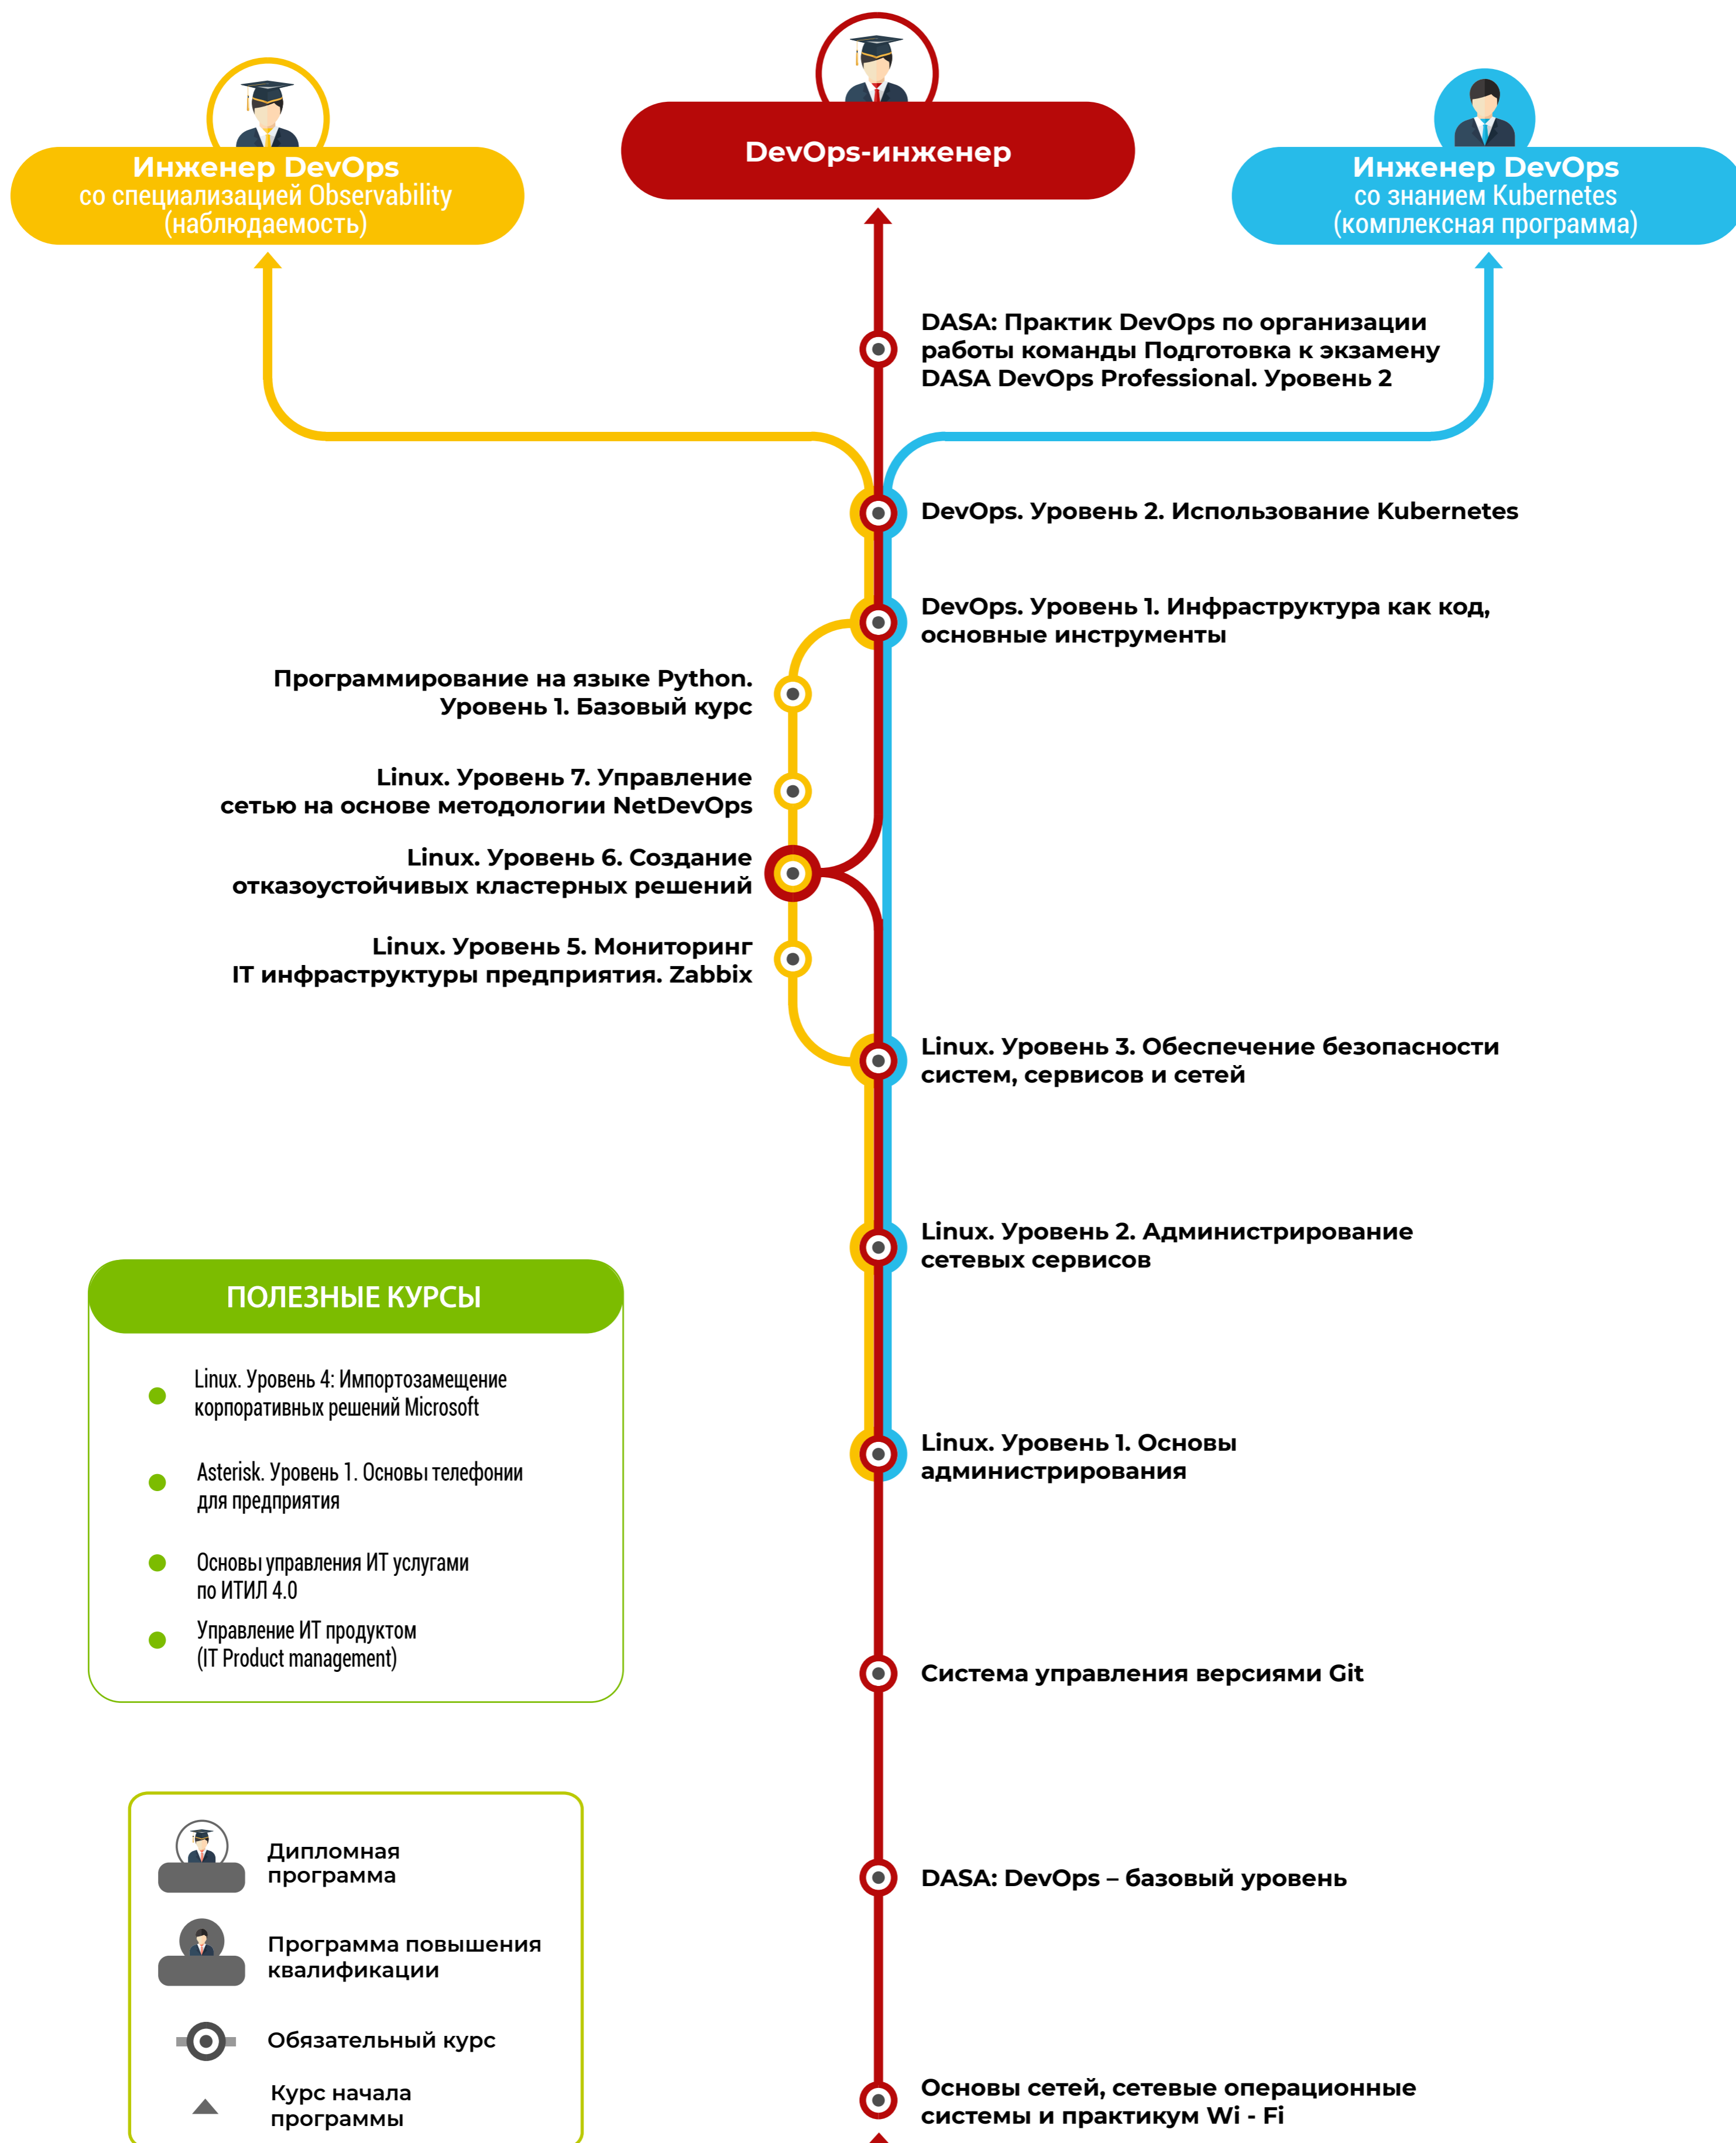 DevOps-инженер
Инженер DevOps
со специализацией Observability
(наблюдаемость)
Инженер DevOps
со знанием Kubernetes
(комплексная программа)
DASA: Практик DevOps по организации
работы команды Подготовка к экзамену
DASA DevOps Professional. Уровень 2
DevOps. Уровень 2. Использование Kubernetes
DevOps. Уровень 1. Инфраструктура как код,
основные инструменты
Программирование на языке Python.
Уровень 1. Базовый курс
Linux. Уровень 7. Управление
сетью на основе методологии NetDevOps
Linux. Уровень 6. Создание
отказоустойчивых кластерных решений
Linux. Уровень 5. Мониторинг
IT инфраструктуры предприятия. Zabbix
Linux. Уровень 3. Обеспечение безопасности
систем, сервисов и сетей
Linux. Уровень 2. Администрирование
сетевых сервисов
Linux. Уровень 1. Основы
администрирования
Система управления версиями Git
DASA: DevOps – базовый уровень
Основы сетей, сетевые операционные
системы и практикум Wi - Fi
ПОЛЕЗНЫЕ КУРСЫ
Linux. Уровень 4: Импортозамещение
корпоративных решений Microsoft
Asterisk. Уровень 1. Основы телефонии
для предприятия
Основы управления ИТ услугами
по ИТИЛ 4.0
Управление ИТ продуктом
(IT Product management)
Дипломная
программа
Программа повышения
квалификации
Обязательный курс
Курс начала
программы